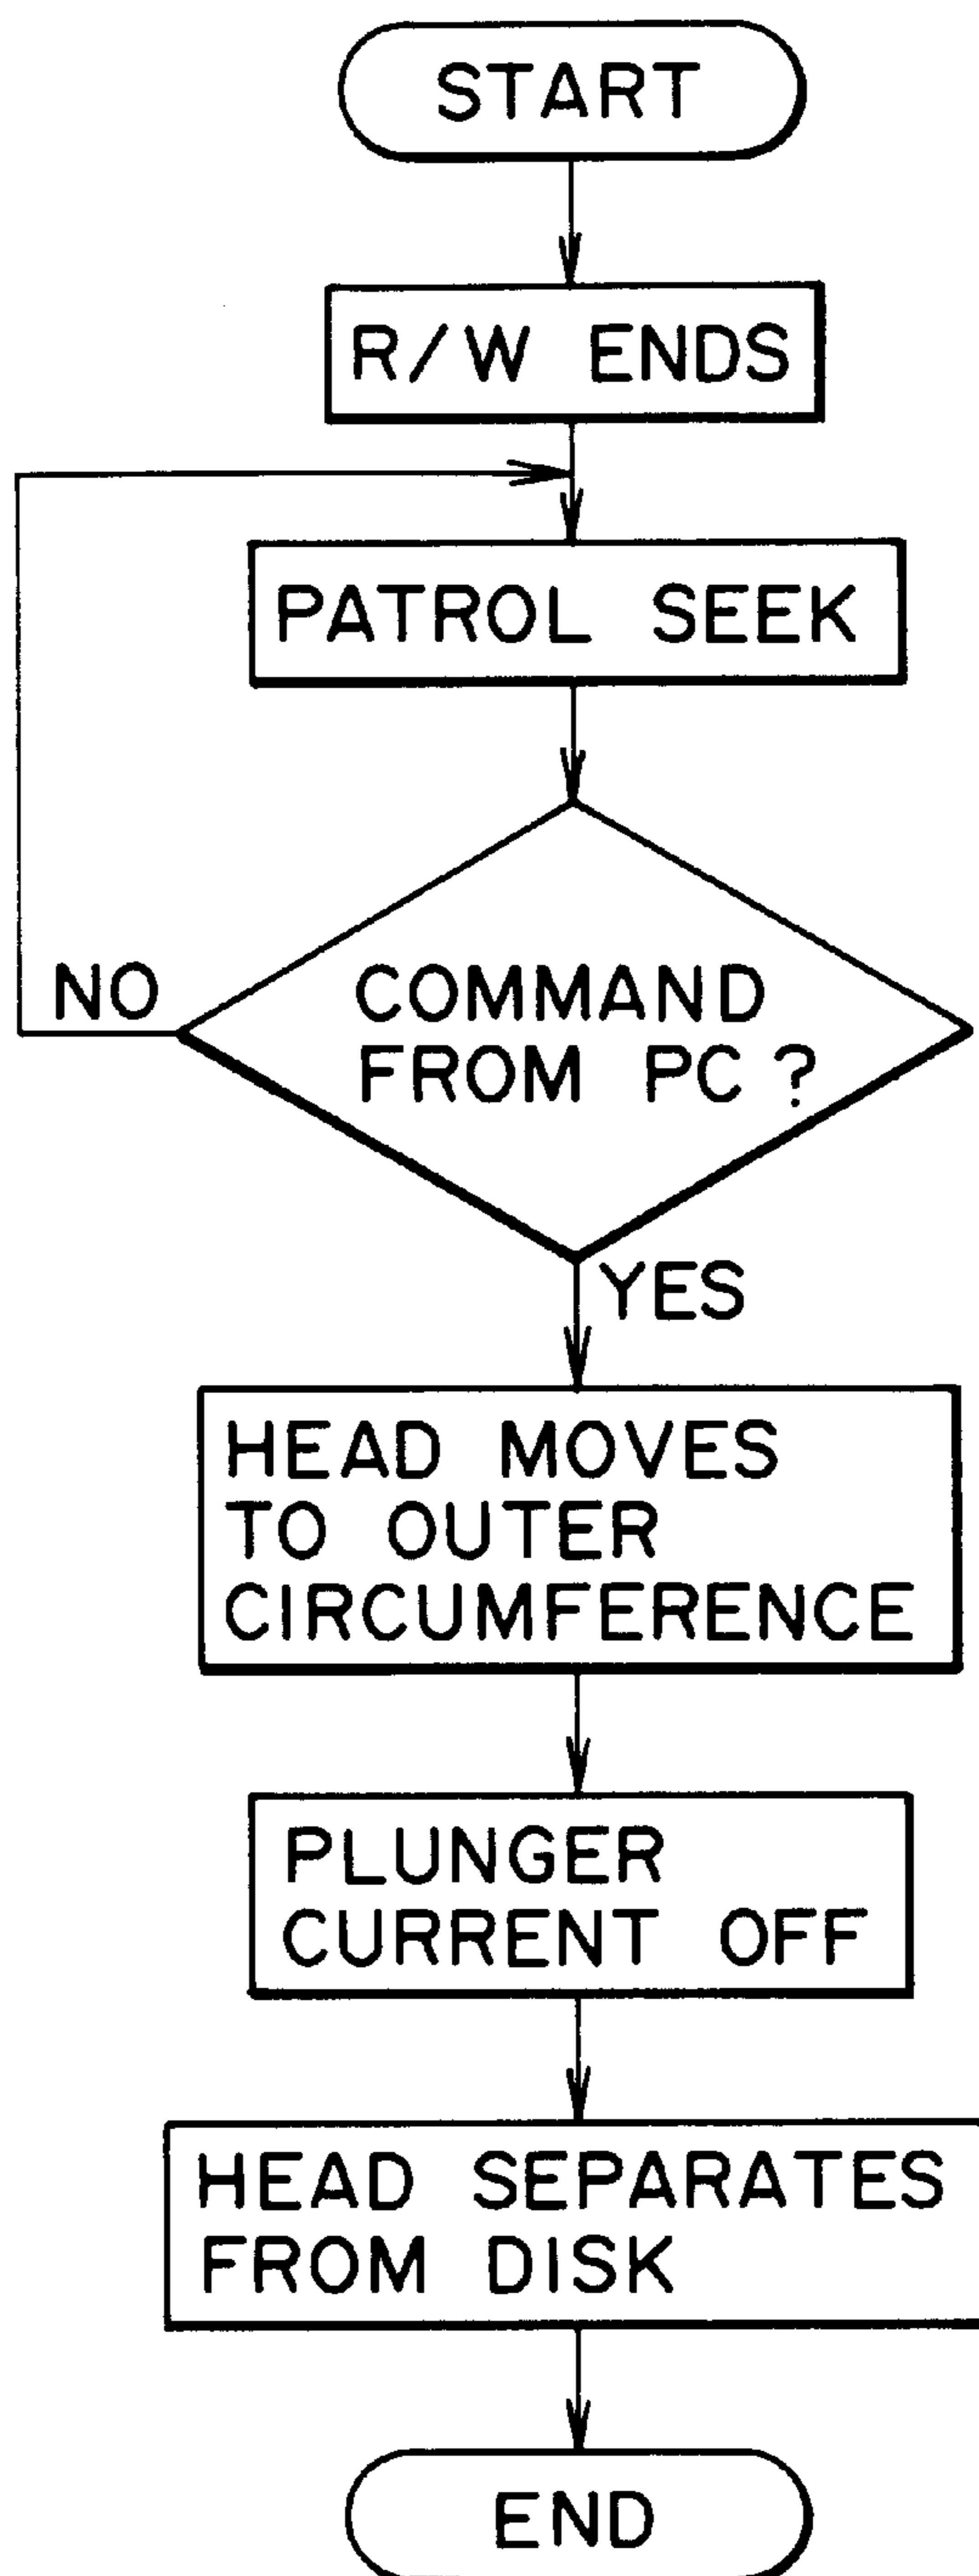 START
R/W ENDS
PATROL SEEK
NO
COMMAND
FROM PC?
YES
HEAD MOVES
TO OUTER
CIRCUMFERENCE
PLUNGER
CURRENT OFF
HEAD SEPARATES
FROM DISK
END